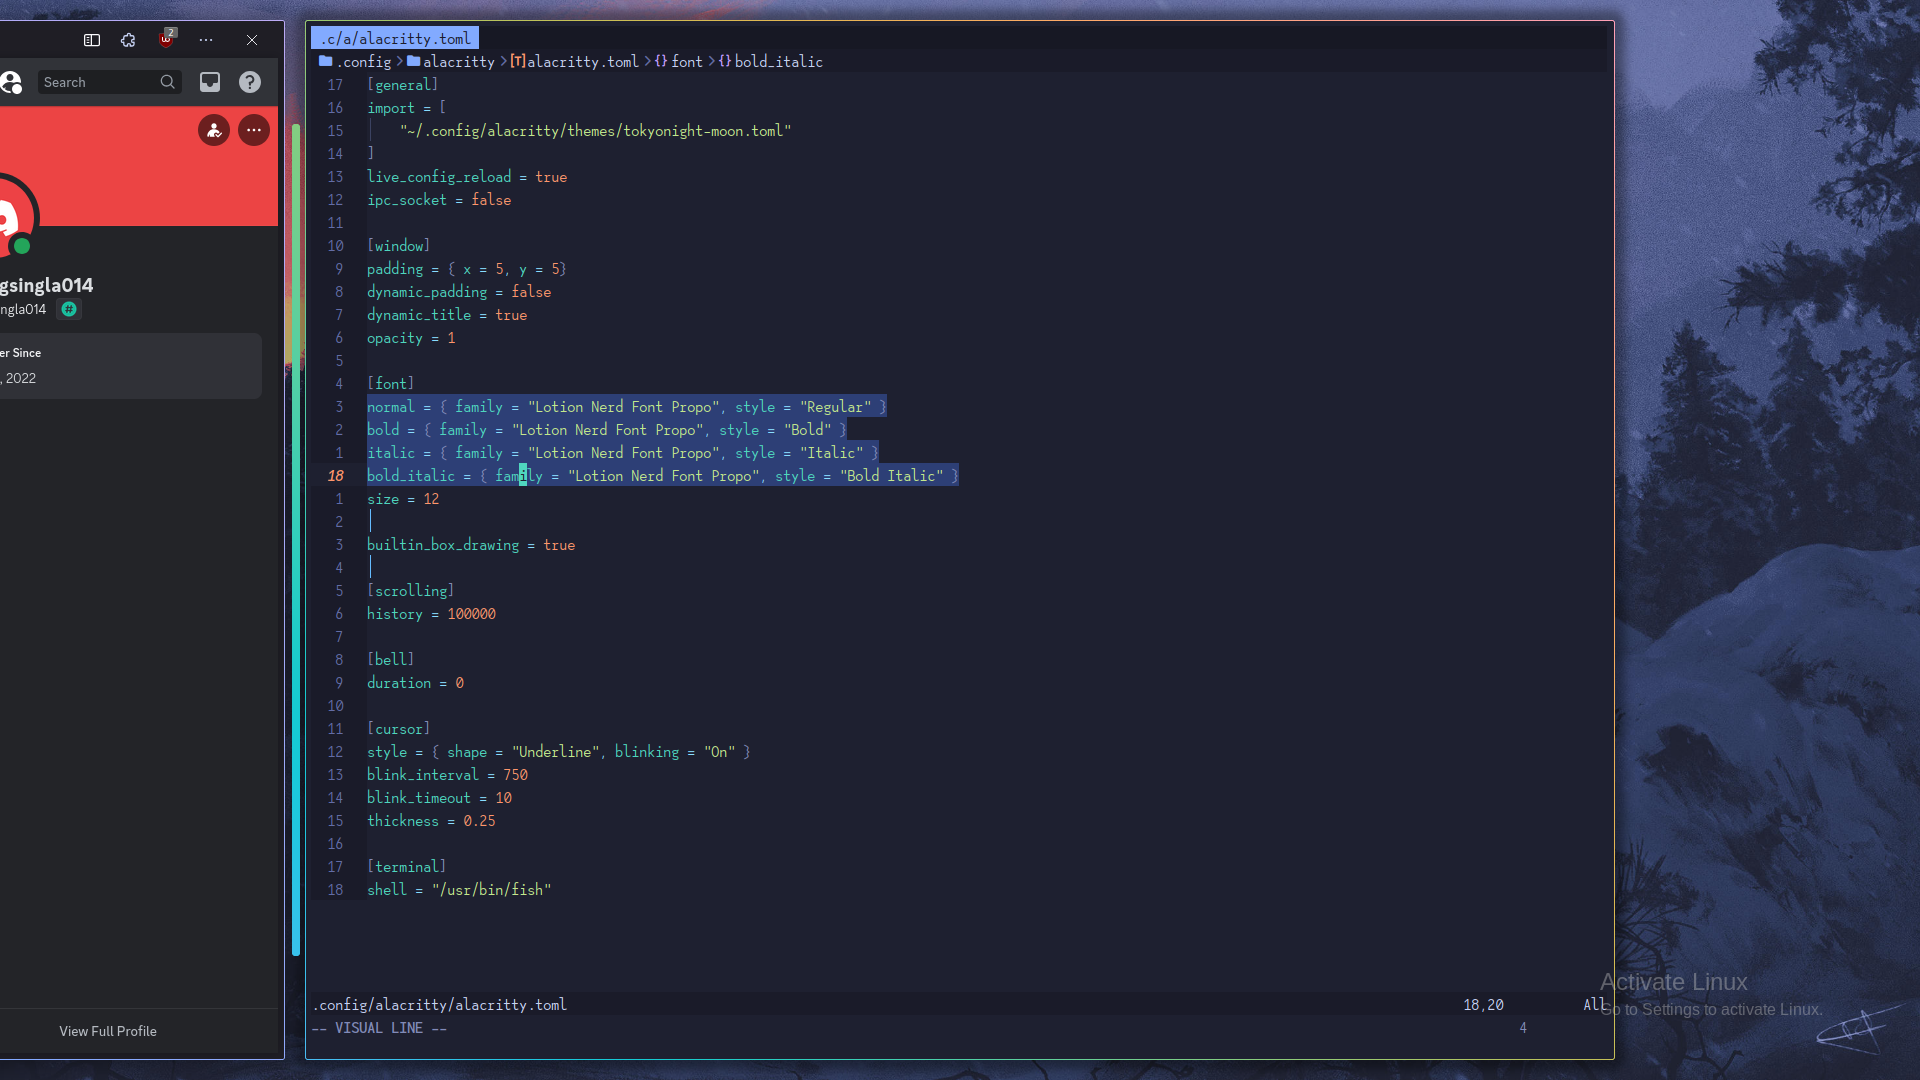 2
Search
gsingla014
ngla014
er Since
, 2022
View Full Profile
.c/a/alacritty.toml
.config > alacritty > [T] alacritty.toml > {} font > {} bold_italic
17 [general]
16 import = [
15 "~/.config/alacritty/themes/tokyonight-moon.toml"
14 ]
13 live_config_reload = true
12 ipc_socket = false
11
10 [window]
9 padding = { x = 5, y = 5}
8 dynamic_padding = false
7 dynamic_title = true
6 opacity = 1
5
4 [font]
3 normal = { family = "Lotion Nerd Font Propo", style = "Regular" }
2 bold = { family = "Lotion Nerd Font Propo", style = "Bold" }
1 italic = { family = "Lotion Nerd Font Propo", style = "Italic" }
18 bold_italic = { family = "Lotion Nerd Font Propo", style = "Bold Italic" }
1 size = 12
2
3 builtin_box_drawing = true
4
5 [scrolling]
6 history = 100000
7
8 [bell]
9 duration = 0
10
11 [cursor]
12 style = { shape = "Underline", blinking = "On" }
13 blink_interval = 750
14 blink_timeout = 10
15 thickness = 0.25
16
17 [terminal]
18 shell = "/usr/bin/fish"
.config/alacritty/alacritty.toml 18,20 All
-- VISUAL LINE -- 4
Activate Linux
Go to Settings to activate Linux.